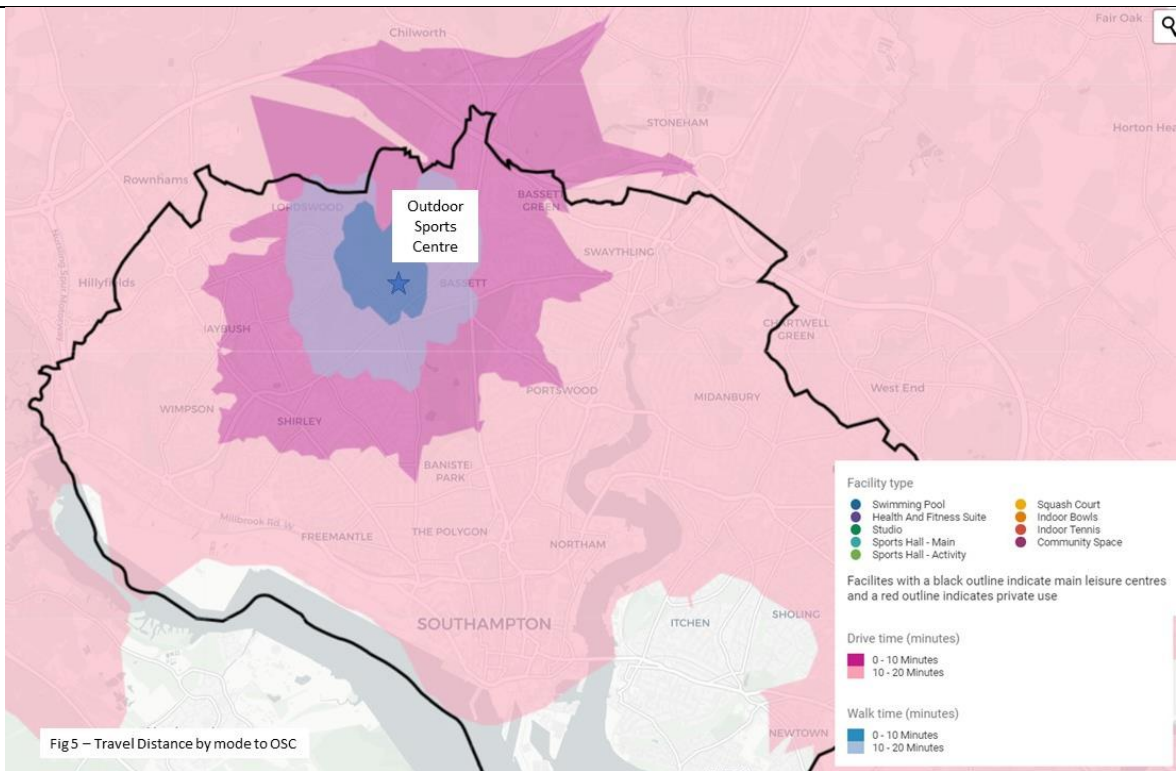 Chilworth
Fair Oak
STONEHAM
Horton Hea
Rownhams
LORDSWOOD
BASSETT
GREEN
Outdoor
Sports
Centre
SWAYTHLING
Hillyfields
BASSETT
CHARTWELL
GREEN
AYBUSH
West End
PORTSWOOD
MIDANBURY
WIMPSON
SHIRLEY
BANISTE
PARK
Millbrook Rd W
FREEMANTLE
THE POLYGON
NORTHAM
SOUTHAMPTON
ITCHEN
SHOLING
NEWTOWN
Facility type
Swimming Pool
Health And Fitness Suite
Studio
Sports Hall - Main
Sports Hall - Activity
Squash Court
Indoor Bowls
Indoor Tennis
Community Space
Facilites with a black outline indicate main leisure centres
and a red outline indicates private use
Drive time (minutes)
0 - 10 Minutes
10 - 20 Minutes
Walk time (minutes)
0 - 10 Minutes
10 - 20 Minutes
Fig 5 – Travel Distance by mode to OSC